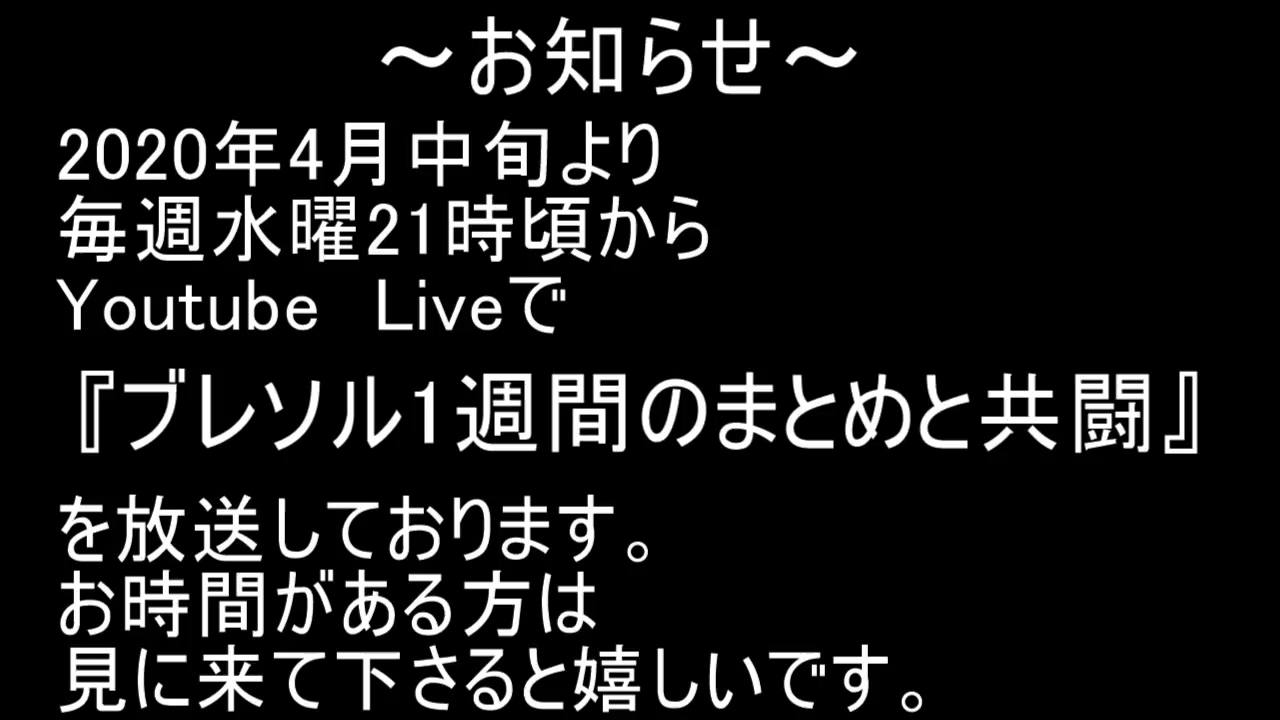 ～お知らせ～
2020年4月中旬より
毎週水曜21時頃から
Youtube　Liveで
『ブレソル1週間のまとめと共闘』
を放送しております。
お時間がある方は
見に来て下さると嬉しいです。